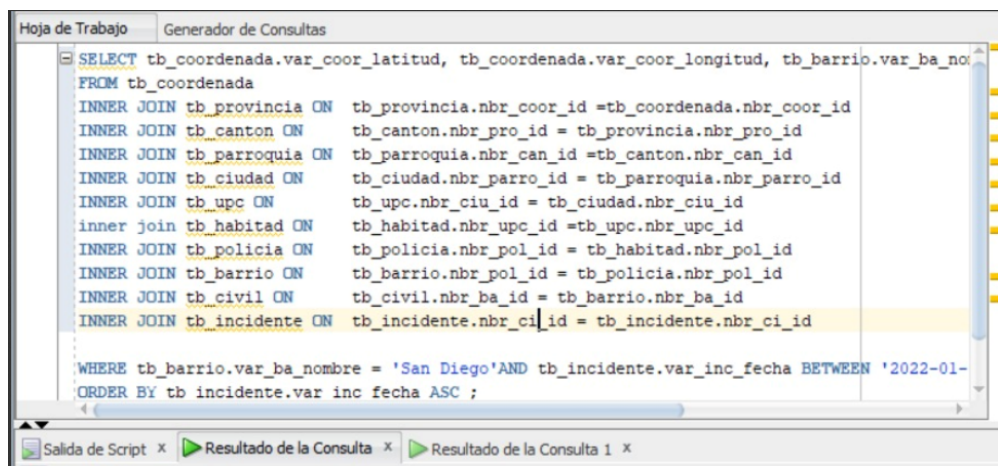 Hoja de Trabajo Generador de Consultas
SELECT tb_coordenada.var_coor_latitud, tb_coordenada.var_coor_longitud, tb_barrio.var_ba_no
FROM tb_coordenada
INNER JOIN tb_provincia ON tb_provincia.nbr_coor_id =tb_coordenada.nbr_coor_id
INNER JOIN tb_canton ON tb_canton.nbr_pro_id = tb_provincia.nbr_pro_id
INNER JOIN tb_parroquia ON tb_parroquia.nbr_can_id =tb_canton.nbr_can_id
INNER JOIN tb_ciudad ON tb_ciudad.nbr_parro_id = tb_parroquia.nbr_parro_id
INNER JOIN tb_upc ON tb_upc.nbr_ciu_id = tb_ciudad.nbr_ciu_id
inner join tb_habitad ON tb_habitad.nbr_upc_id =tb_upc.nbr_upc_id
INNER JOIN tb_policia ON tb_policia.nbr_pol_id = tb_habitad.nbr_pol_id
INNER JOIN tb_barrio ON tb_barrio.nbr_pol_id = tb_policia.nbr_pol_id
INNER JOIN tb_civil ON tb_civil.nbr_ba_id = tb_barrio.nbr_ba_id
INNER JOIN tb_incidente ON tb_incidente.nbr_ci_id = tb_incidente.nbr_ci_id
WHERE tb_barrio.var_ba_nombre = 'San Diego'AND tb_incidente.var_inc_fecha BETWEEN '2022-01-
ORDER BY tb_incidente.var_inc_fecha ASC ;
Salida de Script x Resultado de la Consulta x Resultado de la Consulta 1 x